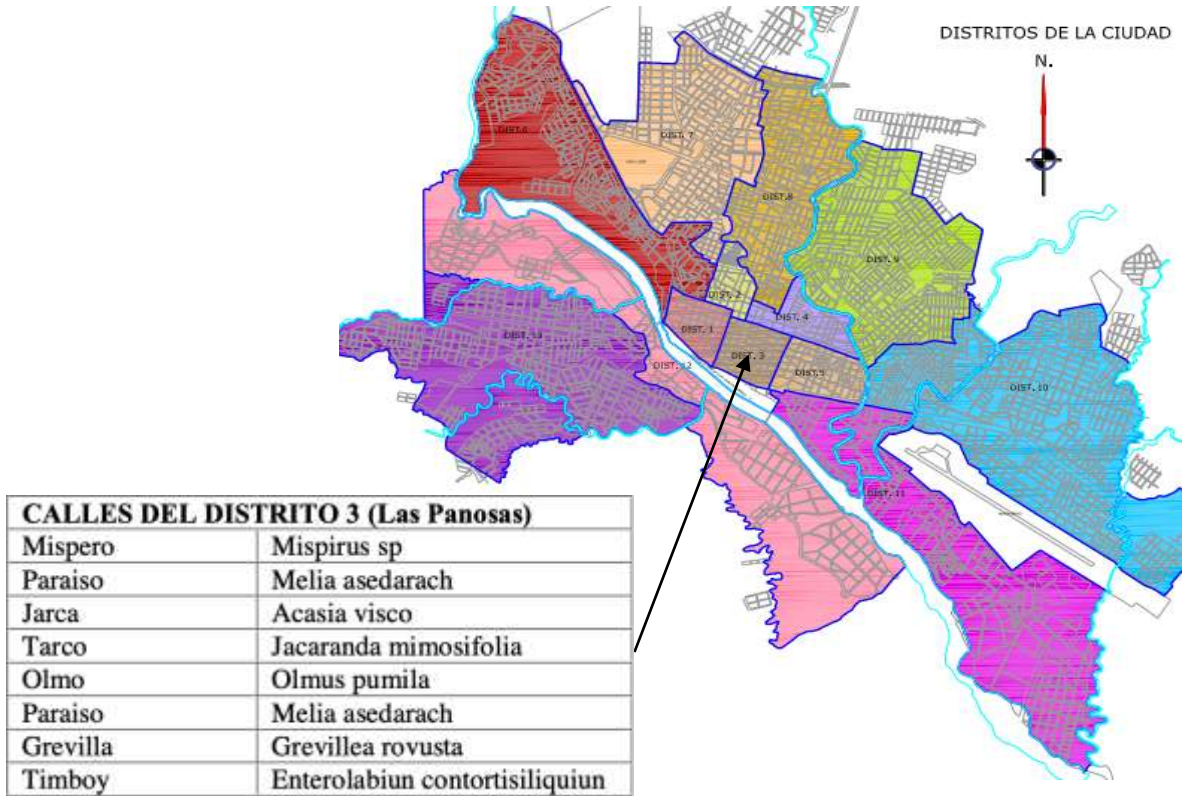 DISTRITOS DE LA CIUDAD
N.
DIST.6
DIST. 7
DIST.8
DIST. 9
DIST. 2
DIST. 4
DIST. 1
DIST. 3
DIST.5
DIST. 13
DIST. 12
DIST. 10
DIST. 11
CALLES DEL DISTRITO 3 (Las Panosas)
Mispero Mispirus sp
Paraiso Melia asedarach
Jarca Acasia visco
Tarco Jacaranda mimosifolia
Olmo Olmus pumila
Paraiso Melia asedarach
Grevilla Grevillea rovusta
Timboy Enterolabiun contortisiliquiun